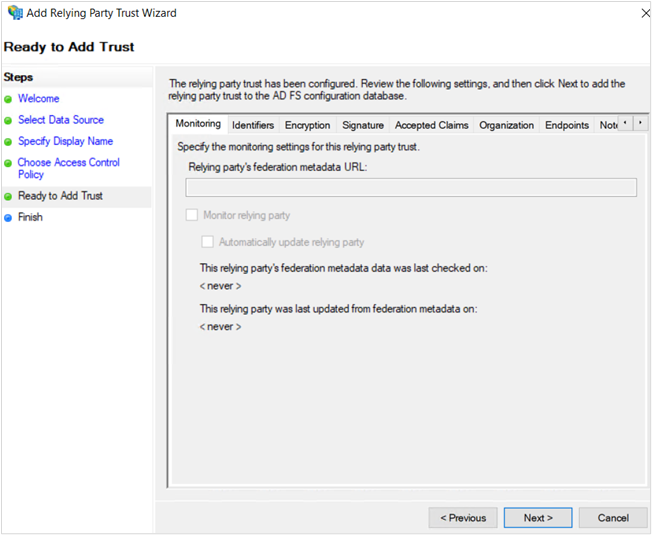 Add Relying Party Trust Wizard
Ready to Add Trust
Steps
Welcome
Select Data Source
Specify Display Name
Choose Access Control
Policy
Ready to Add Trust
Finish
The relying party trust has been configured. Review the following settings, and then click Next to add the
relying party trust to the AD FS configuration database.
Monitoring Identifiers Encryption Signature Accepted Claims Organization Endpoints
Specify the monitoring settings for this relying party trust.
Relying party's federation metadata URL:
Monitor relying party
Automatically update relying party
This relying party's federation metadata data was last checked on:
< never >
This relying party was last updated from federation metadata on:
< never >
< Previous Next > Cancel